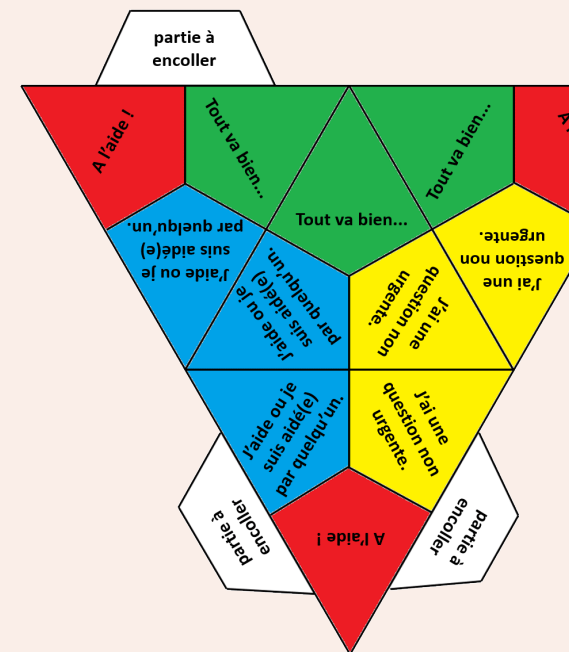 partie à
encoller
A l'aide !
Tout va bien...
Tout va bien...
Tout va bien...
A
J'aide ou je
suis aidé(e)
par quelqu'un.
J'aide ou je
suis aidé(e)
par quelqu'un.
J'ai une
question non
urgente.
J'ai une
question non
urgente.
J'aide ou je
suis aidé(e)
par quelqu'un.
J'ai une
question non
urgente.
partie à
encoller
A l'aide !
partie à
encoller